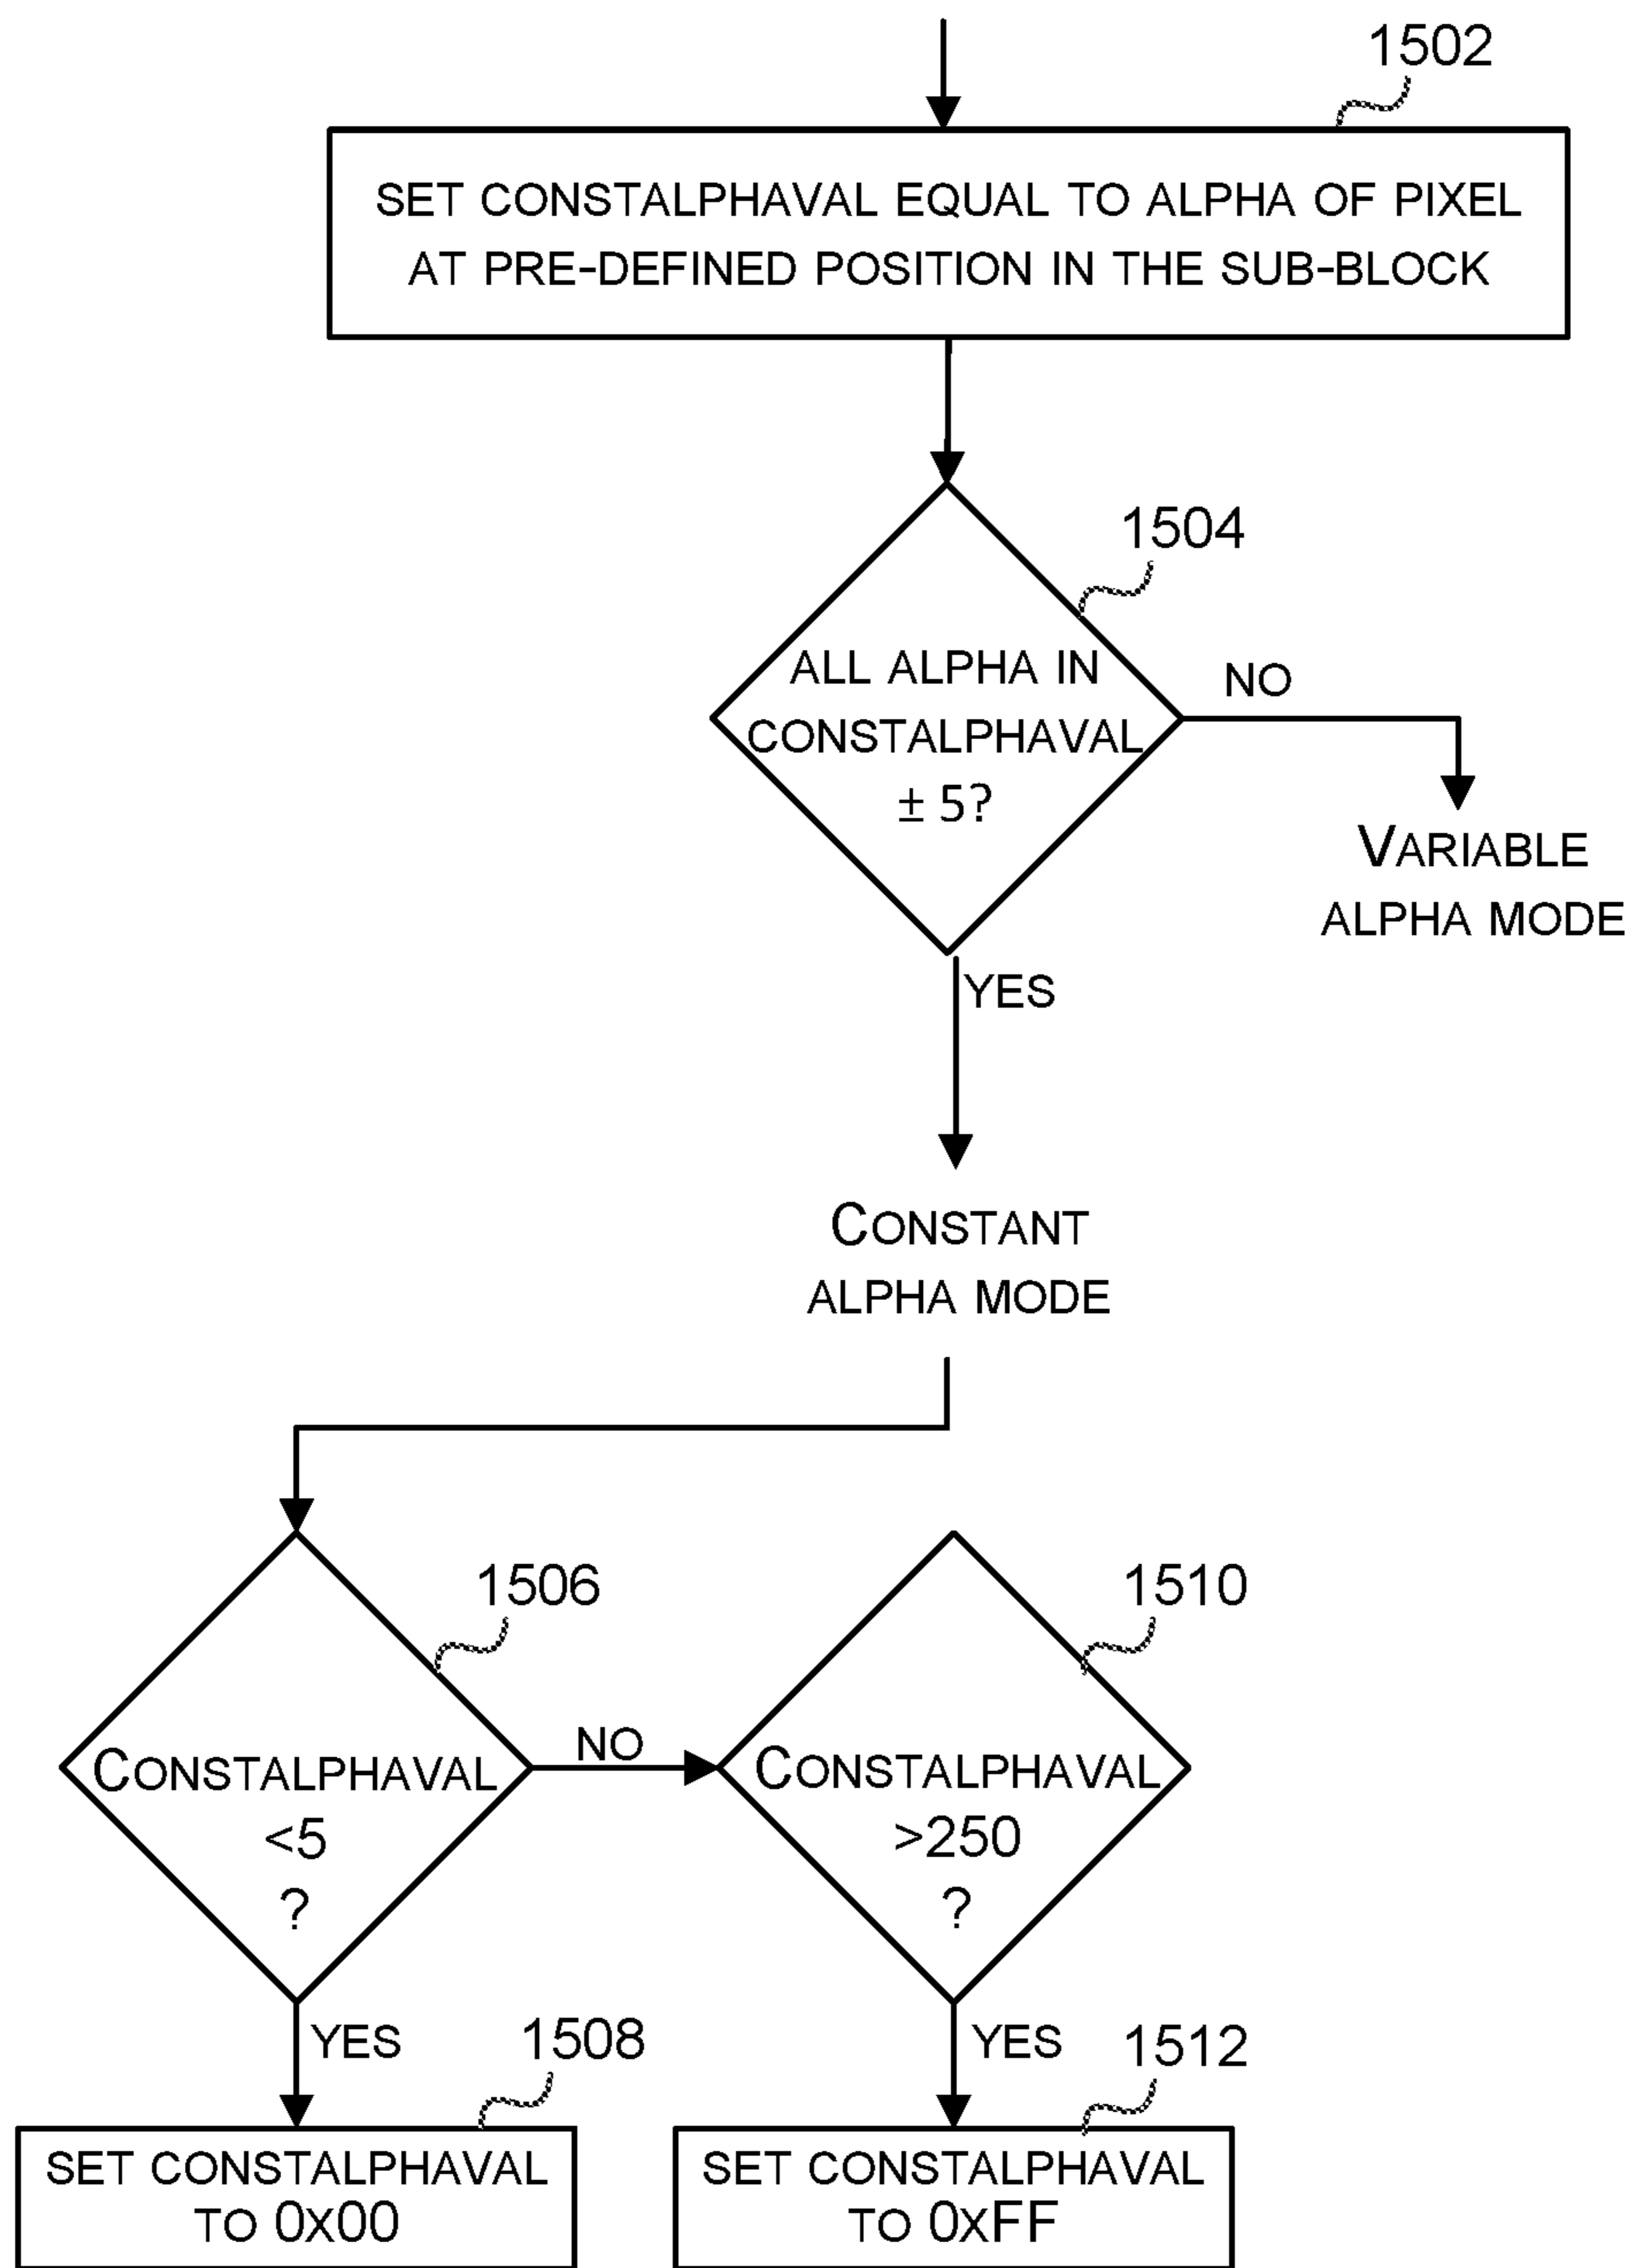 1502
SET CONSTALPHAVAL EQUAL TO ALPHA OF PIXEL
AT PRE-DEFINED POSITION IN THE SUB-BLOCK
1504
ALL ALPHA IN
CONSTALPHAVAL
± 5?
NO
VARIABLE
ALPHA MODE
YES
CONSTANT
ALPHA MODE
1506
CONSTALPHAVAL
<5
?
NO
1510
CONSTALPHAVAL
>250
?
YES
1508
SET CONSTALPHAVAL
TO 0X00
YES
1512
SET CONSTALPHAVAL
TO 0XFF